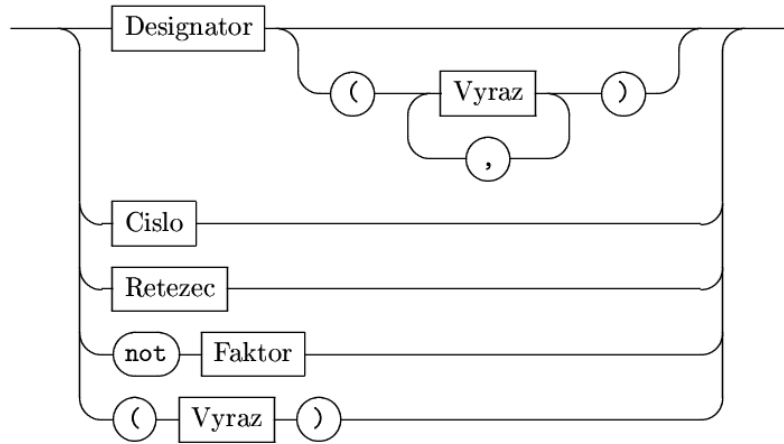 Designator
( Vyraz )
,
Cislo
Retezec
not Faktor
( Vyraz )